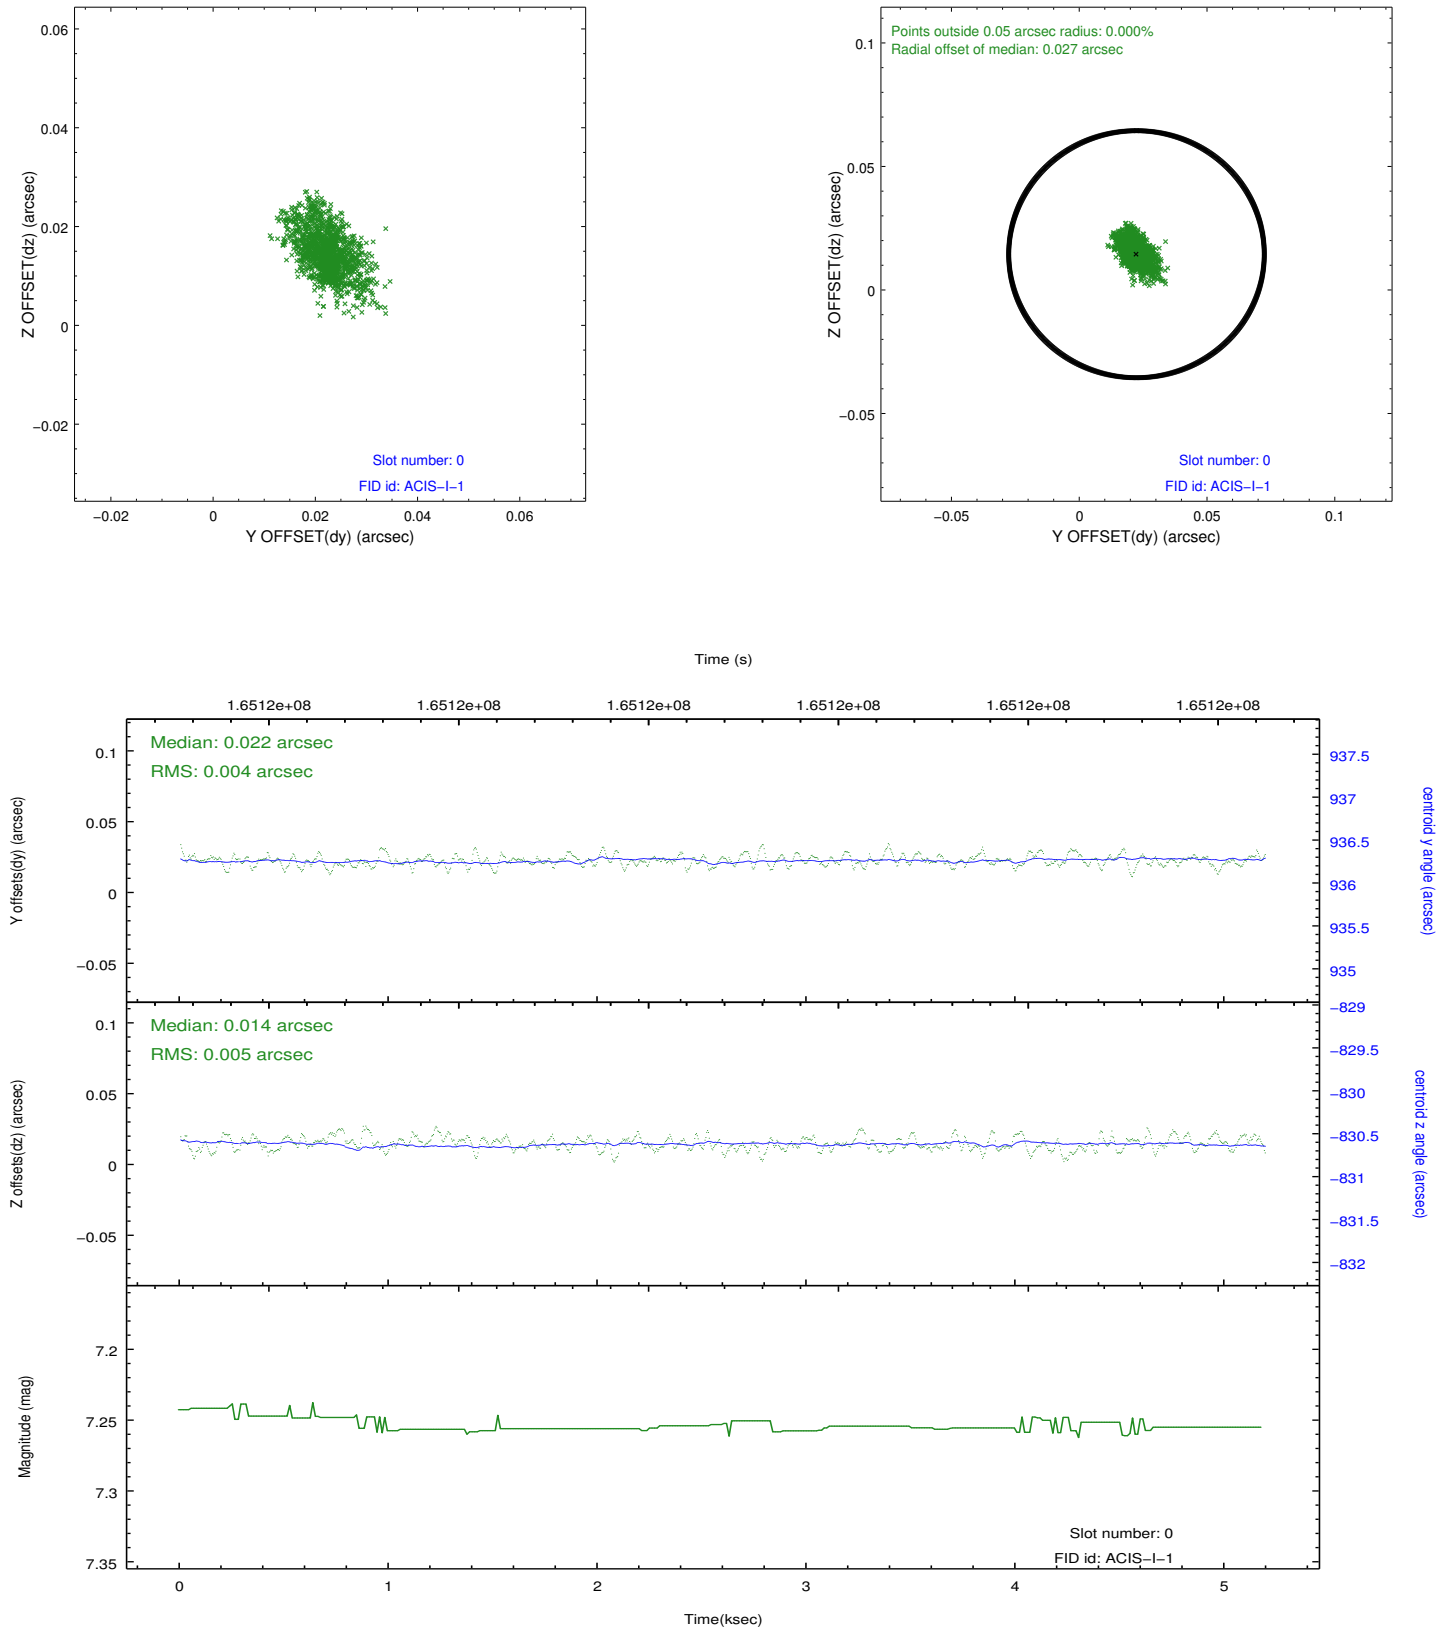 0.06
0.04
0.02
0
−0.02
Z OFFSET(dz) (arcsec)
Slot number: 0
FID id: ACIS−I−1
−0.02 0 0.02 0.04 0.06
Y OFFSET(dy) (arcsec)
Points outside 0.05 arcsec radius: 0.000%
Radial offset of median: 0.027 arcsec
0.1
0.05
0
−0.05
Z OFFSET(dz) (arcsec)
Slot number: 0
FID id: ACIS−I−1
−0.05 0 0.05 0.1
Y OFFSET(dy) (arcsec)
Time (s)
1.6512e+08 1.6512e+08 1.6512e+08 1.6512e+08 1.6512e+08 1.6512e+08
Median: 0.022 arcsec
RMS: 0.004 arcsec
0.1
0.05
0
−0.05
Y offsets(dy) (arcsec)
937.5
937
936.5
936
935.5
935
centroid y angle (arcsec)
Median: 0.014 arcsec
RMS: 0.005 arcsec
0.1
0.05
0
−0.05
Z offsets(dz) (arcsec)
−829
−829.5
−830
−830.5
−831
−831.5
−832
centroid z angle (arcsec)
7.2
7.25
7.3
7.35
Magnitude (mag)
Slot number: 0
FID id: ACIS−I−1
0 1 2 3 4 5
Time(ksec)